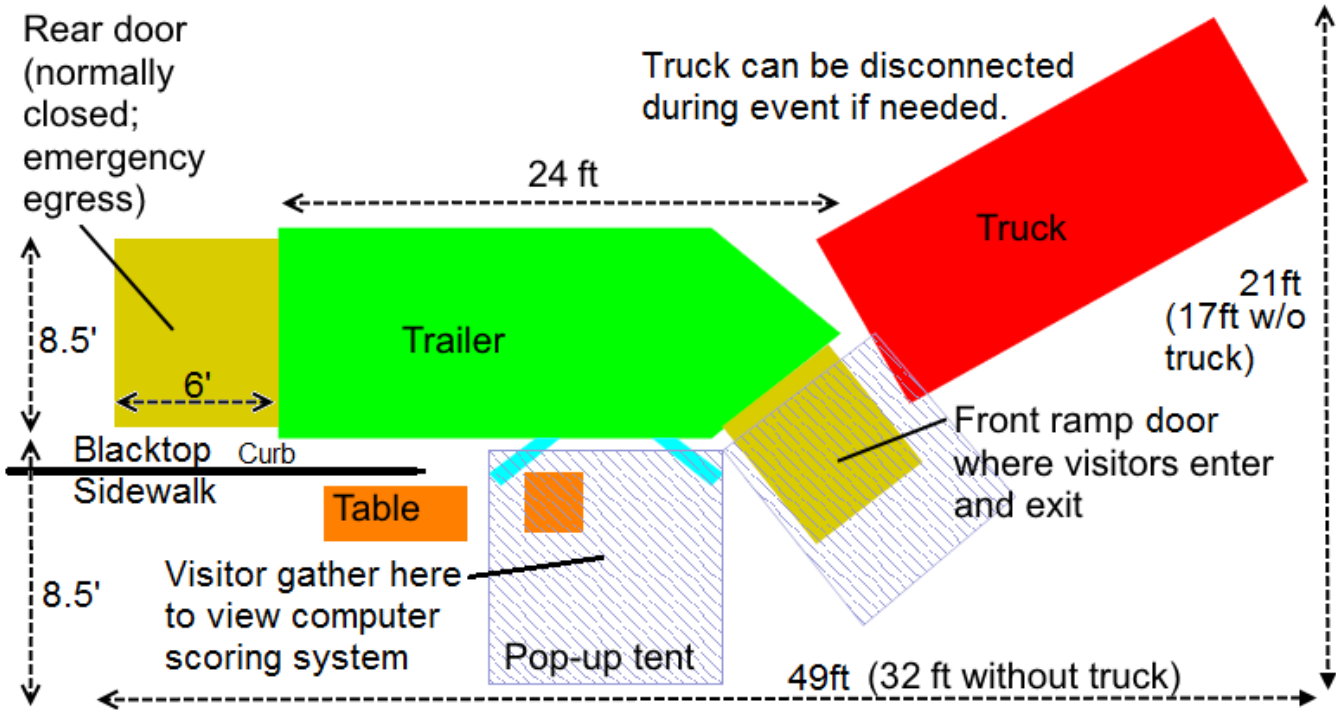 Rear door
(normally
closed;
emergency
egress)
Truck can be disconnected
during event if needed.
24 ft
Truck
21ft
(17ft w/o
truck)
8.5'
Trailer
6'
Front ramp door
where visitors enter
and exit
Blacktop
Curb
Sidewalk
Table
8.5'
Visitor gather here
to view computer
scoring system
Pop-up tent
49ft (32 ft without truck)